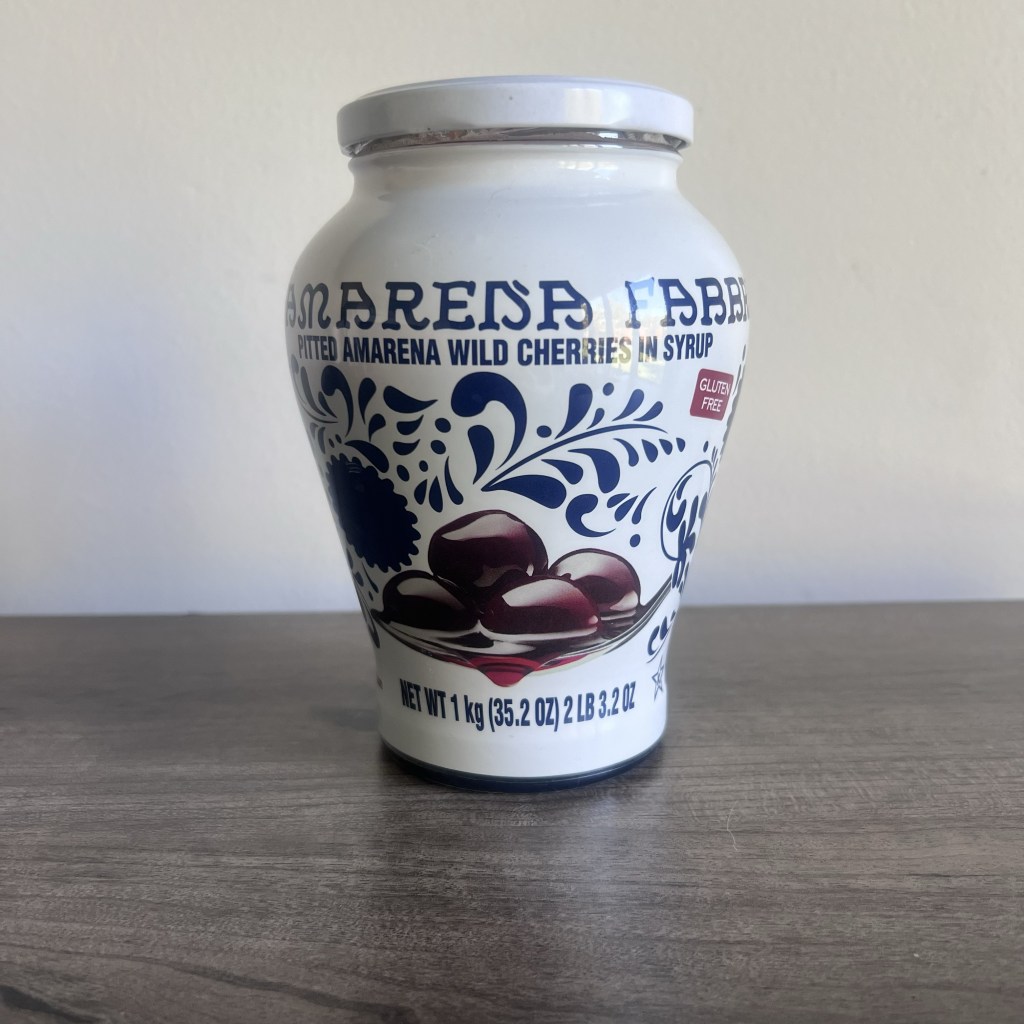 AMARENA FABBR
PITTED AMARENA WILD CHERRIES IN SYRUP
GLUTEN
FREE
NET WT 1 kg (35.2 OZ) 2 LB 3.2 OZ